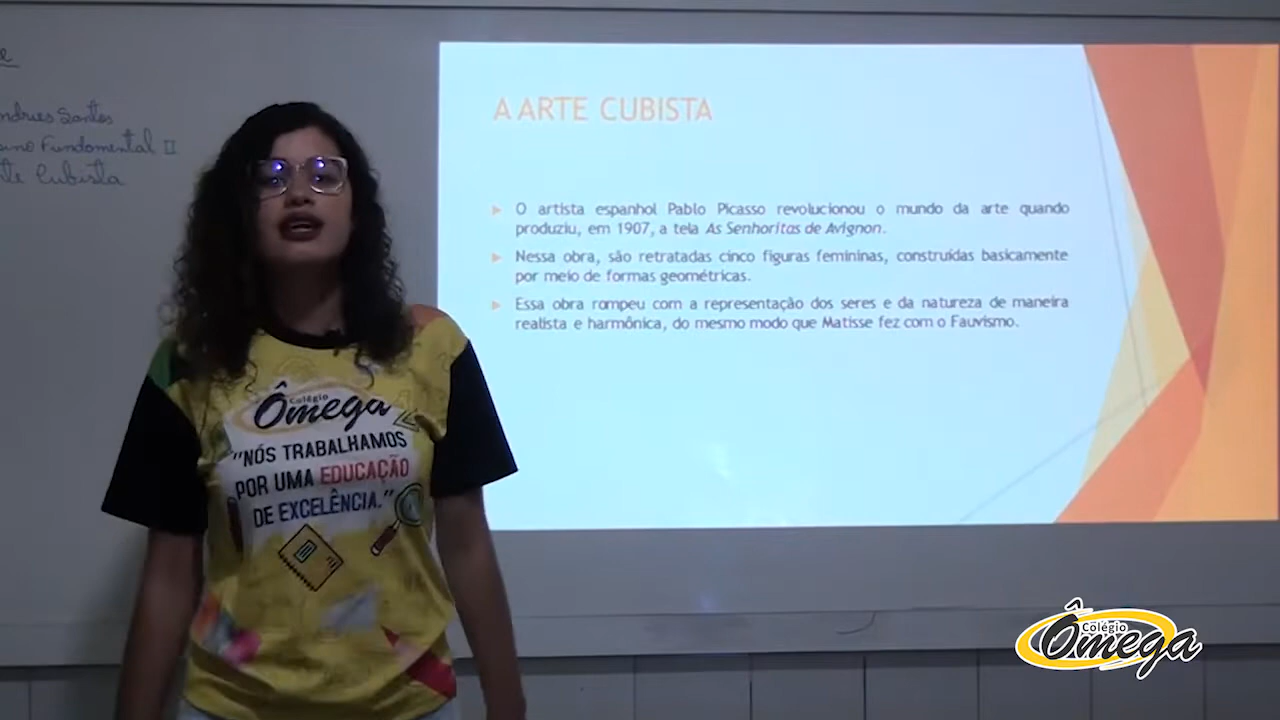 ndries Santos
sino Fundamental II
te Cubista
A ARTE CUBISTA
O artista espanhol Pablo Picasso revolucionou o mundo da arte quando
produziu, em 1907, a tela As Senhoritas de Avignon.
Nessa obra, são retratadas cinco figuras femininas, construídas basicamente
por meio de formas geométricas.
Essa obra rompeu com a representação dos seres e da natureza de maneira
realista e harmônica, do mesmo modo que Matisse fez com o Fauvismo.
Colégio
Ômega
"NÓS TRABALHAMOS
POR UMA EDUCAÇÃO
DE EXCELÊNCIA."
Colégio
Ômega